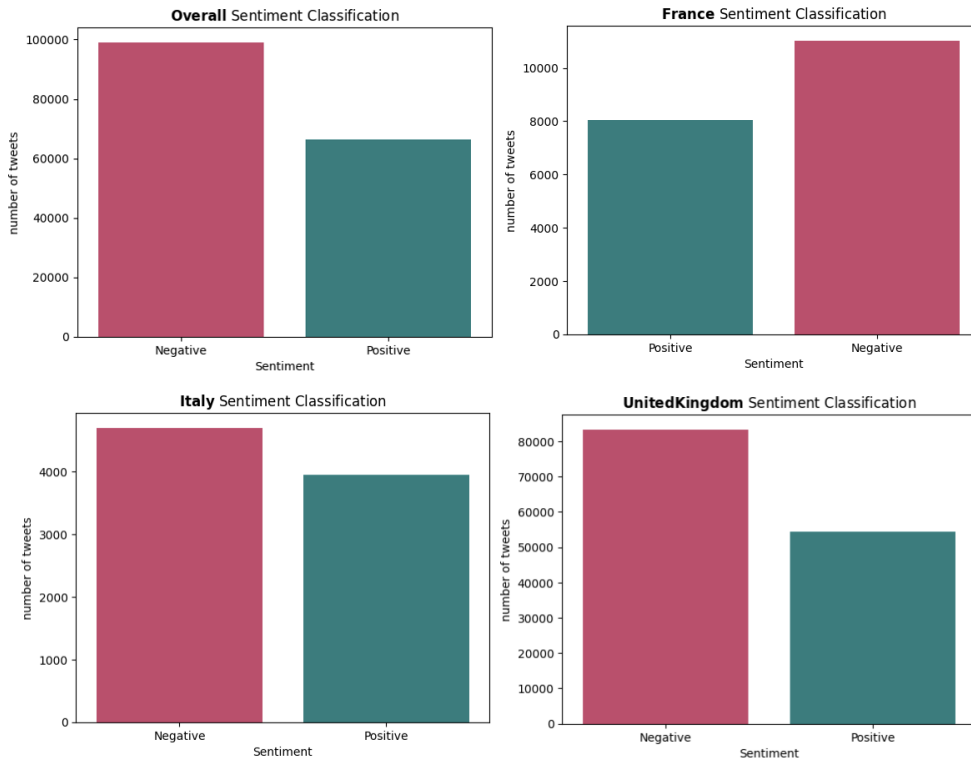 Overall Sentiment Classification
100000
80000
60000
40000
20000
0
number of tweets
Negative
Positive
Sentiment
France Sentiment Classification
10000
8000
6000
4000
2000
0
number of tweets
Positive
Negative
Sentiment
Italy Sentiment Classification
4000
3000
2000
1000
0
number of tweets
Negative
Positive
Sentiment
UnitedKingdom Sentiment Classification
80000
70000
60000
50000
40000
30000
20000
10000
0
number of tweets
Negative
Positive
Sentiment